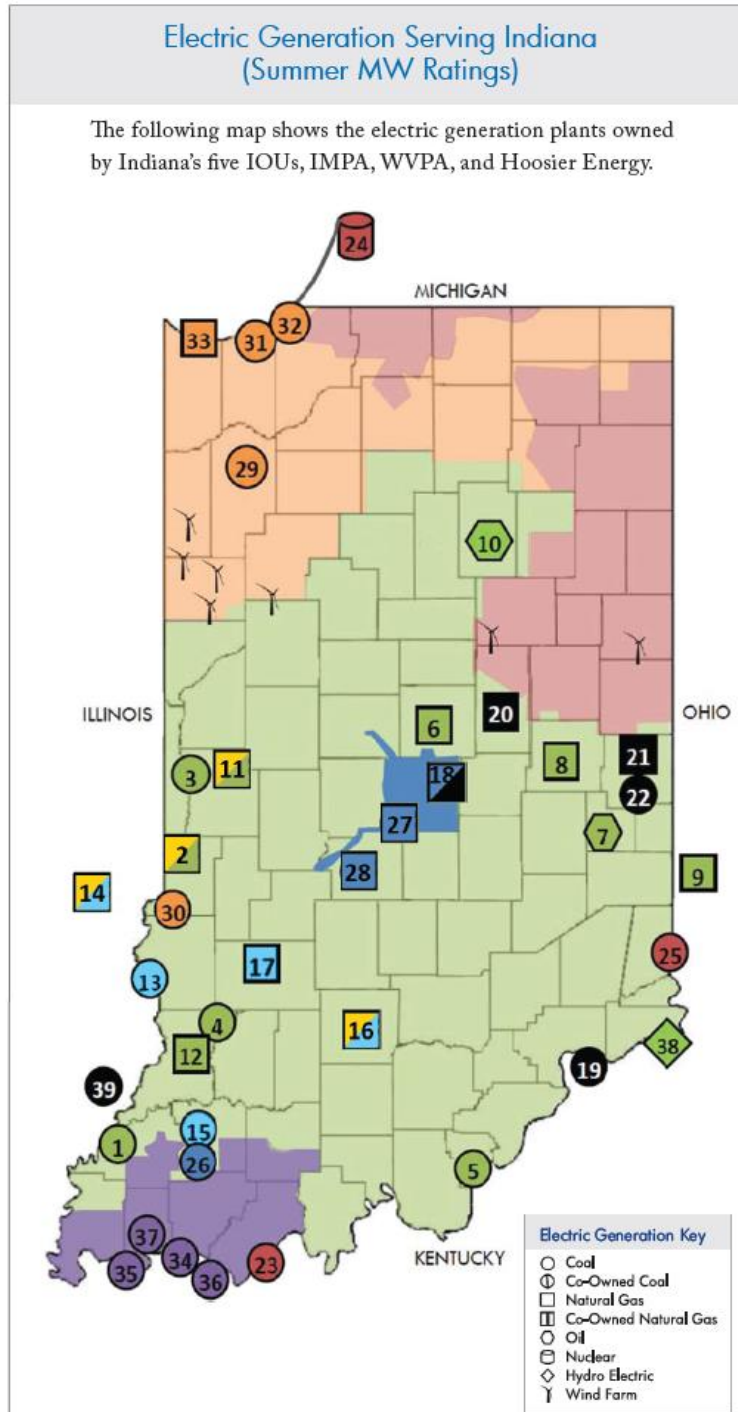 Electric Generation Serving Indiana
(Summer MW Ratings)
The following map shows the electric generation plants owned
by Indiana's five IOUs, IMPA, WVPA, and Hoosier Energy.
24
MICHIGAN
32
33
31
29
10
ILLINOIS
20
OHIO
6
21
11
8
3
18
22
27
7
2
28
9
14
30
25
17
13
4
16
12
38
19
39
15
1
26
5
37
34
23
35
36
KENTUCKY
Electric Generation Key
Coal
Co-Owned Coal
Natural Gas
Co-Owned Natural Gas
Oil
Nuclear
Hydro Electric
Wind Farm